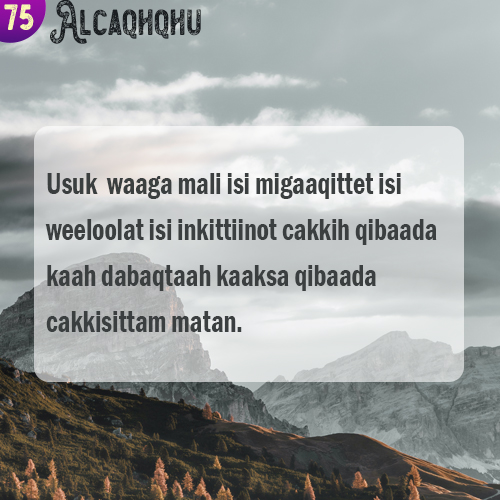 75 ALCAQHQHU
Usuk waaga mali isi migaaqittet isi
weeloolat isi inkittiinot cakkih qibaada
kaah dabaqtaah kaaksa qibaada
cakkisittam matan.